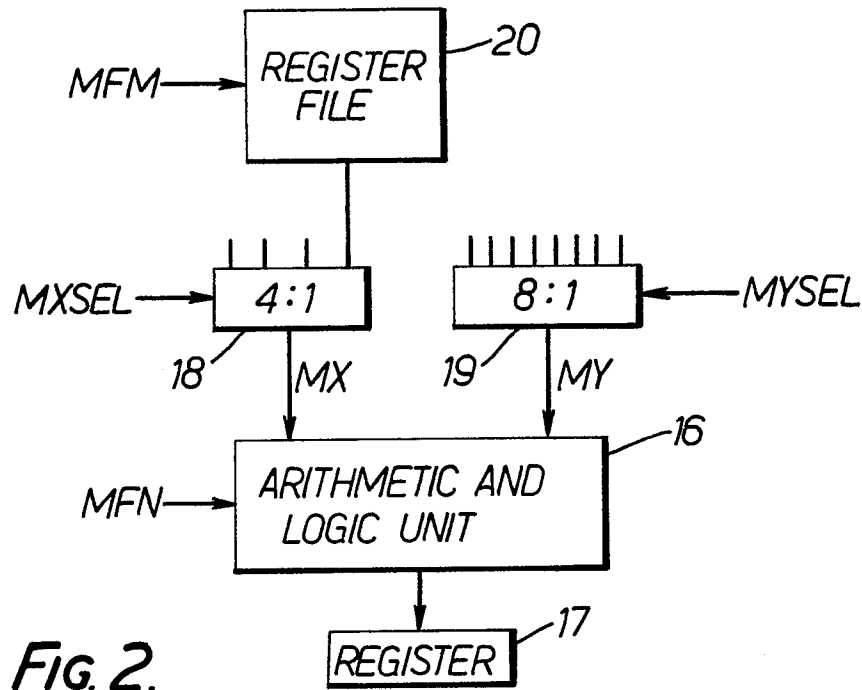 20
REGISTER
FILE
MFM
MXSEL
4:1
8:1
MYSEL
18
MX
19
MY
16
MFN
ARITHMETIC AND
LOGIC UNIT
17
REGISTER
FIG. 2.